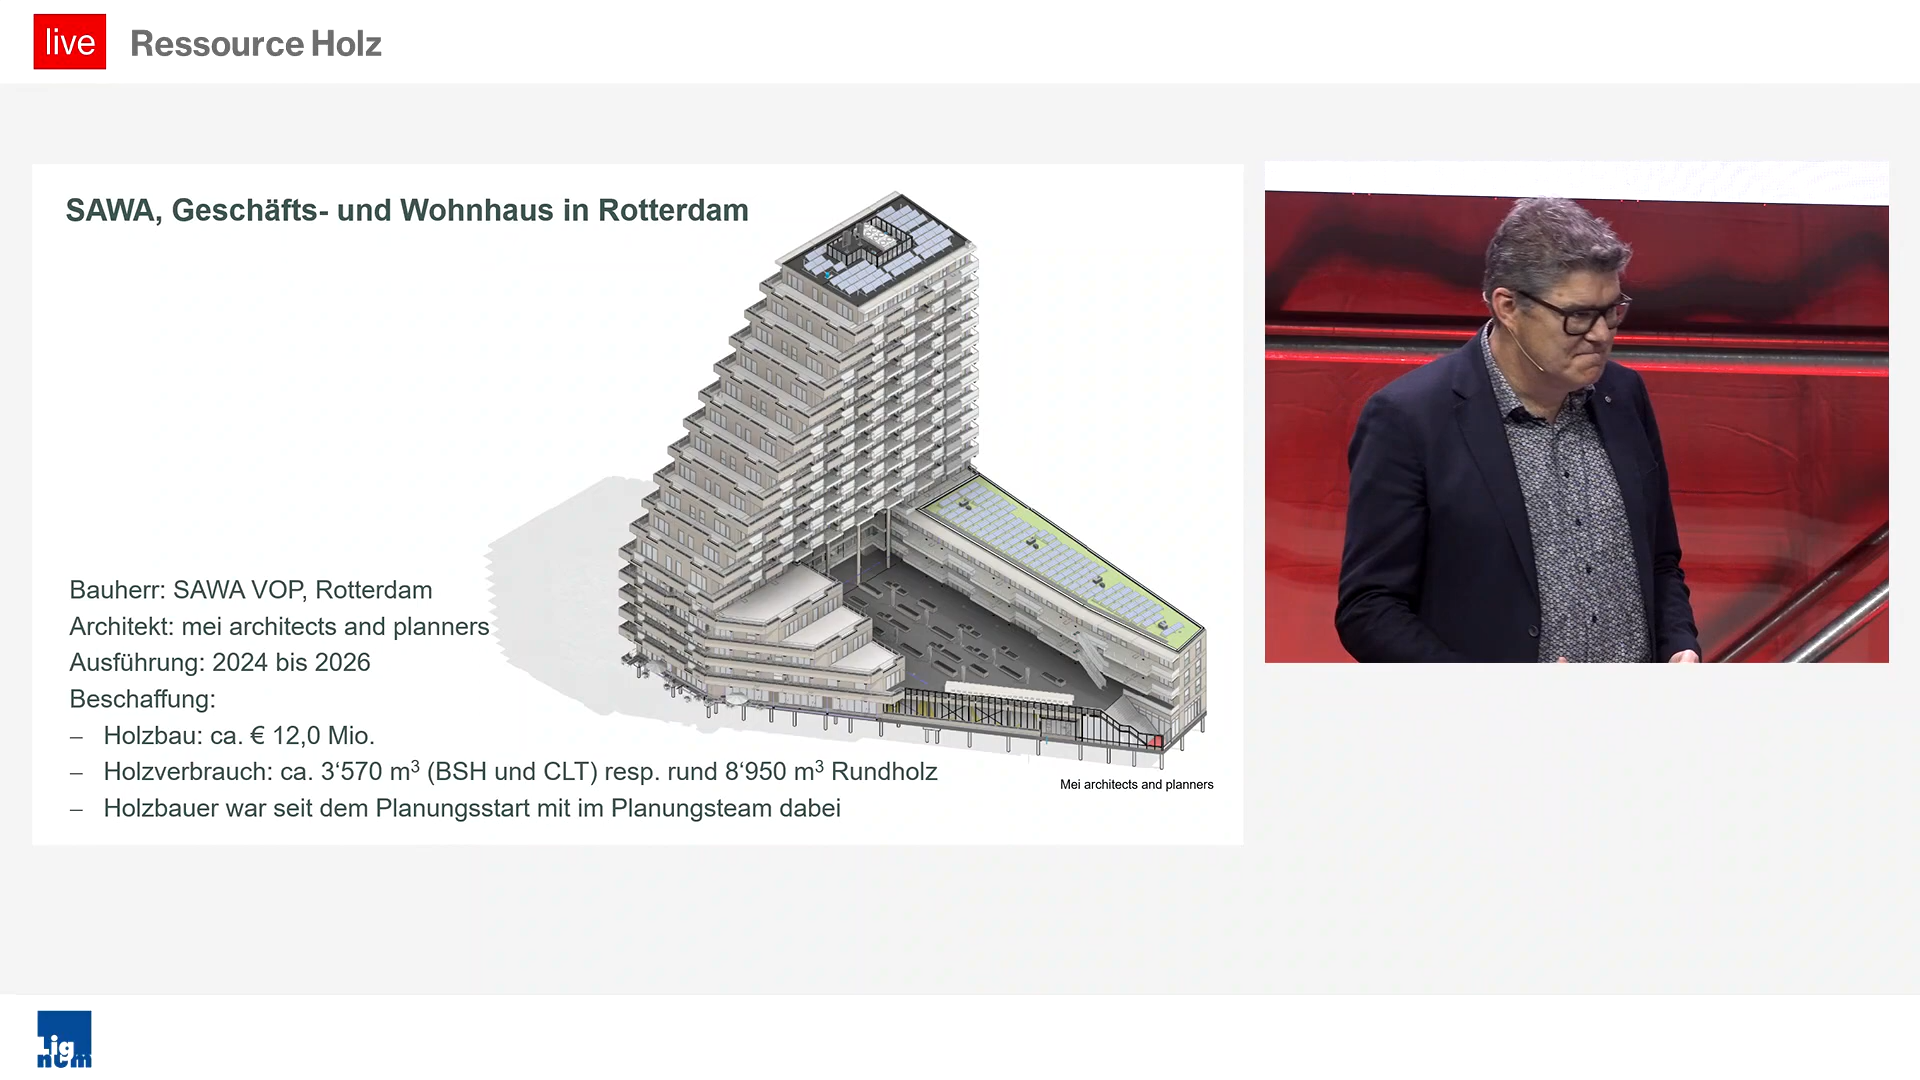 live Ressource Holz
SAWA, Geschäfts- und Wohnhaus in Rotterdam
Bauherr: SAWA VOP, Rotterdam
Architekt: mei architects and planners
Ausführung: 2024 bis 2026
Beschaffung:
– Holzbau: ca. € 12,0 Mio.
– Holzverbrauch: ca. 3‘570 m³ (BSH und CLT) resp. rund 8‘950 m³ Rundholz
– Holzbauer war seit dem Planungsstart mit im Planungsteam dabei
Mei architects and planners
Lig
num